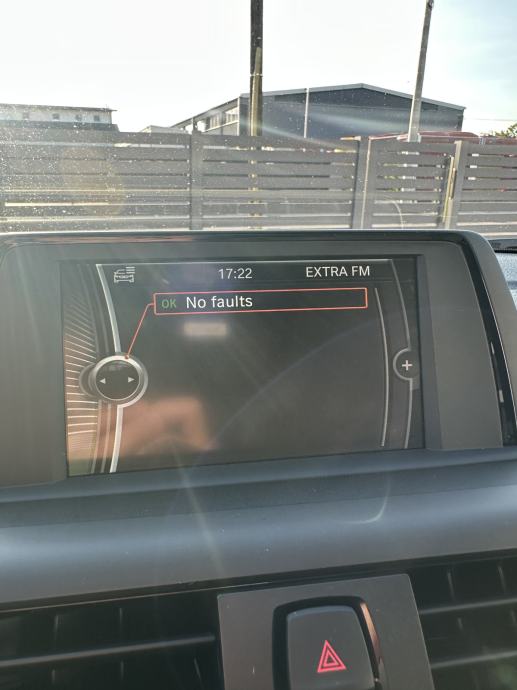 17:22 EXTRA FM
OK No faults
+